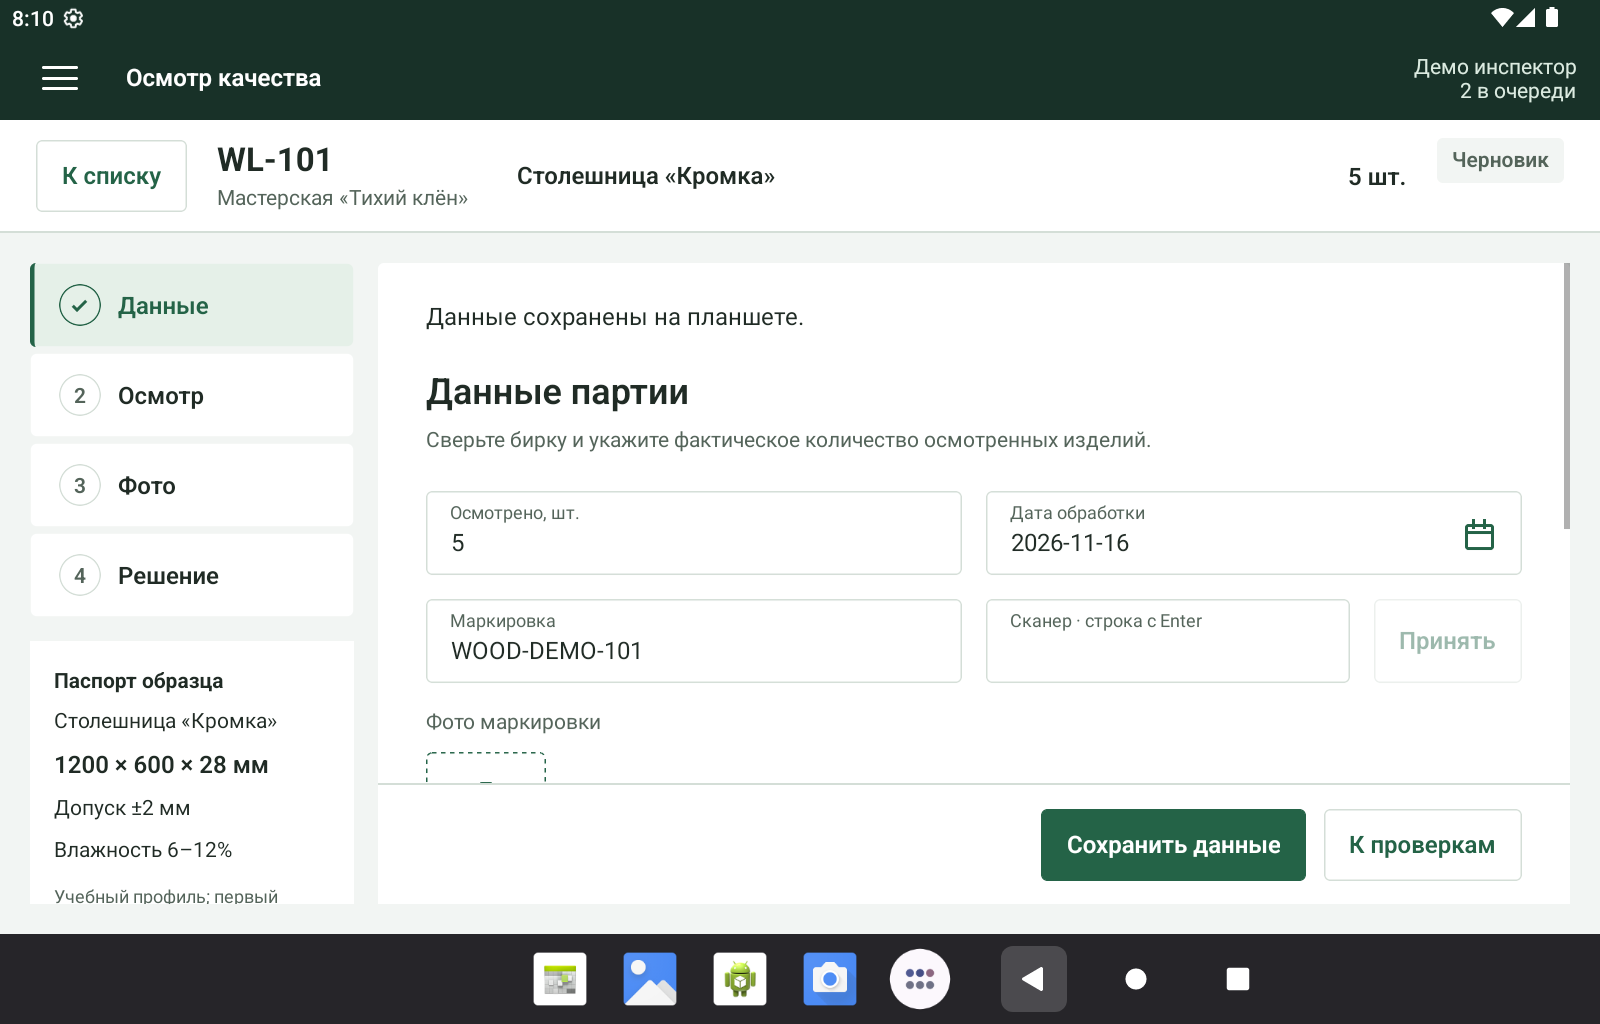 8:10
Осмотр качества
Демо инспектор
2 в очереди
К списку
WL-101
Мастерская «Тихий клён»
Столешница «Кромка»
5 шт.
Черновик
Данные
2 Осмотр
3 Фото
4 Решение
Паспорт образца
Столешница «Кромка»
1200 × 600 × 28 мм
Допуск ±2 мм
Влажность 6–12%
Учебный профиль; первый
Данные сохранены на планшете.
Данные партии
Сверьте бирку и укажите фактическое количество осмотренных изделий.
Осмотрено, шт.
5
Дата обработки
2026-11-16
Маркировка
WOOD-DEMO-101
Сканер · строка с Enter
Принять
Фото маркировки
Сохранить данные
К проверкам